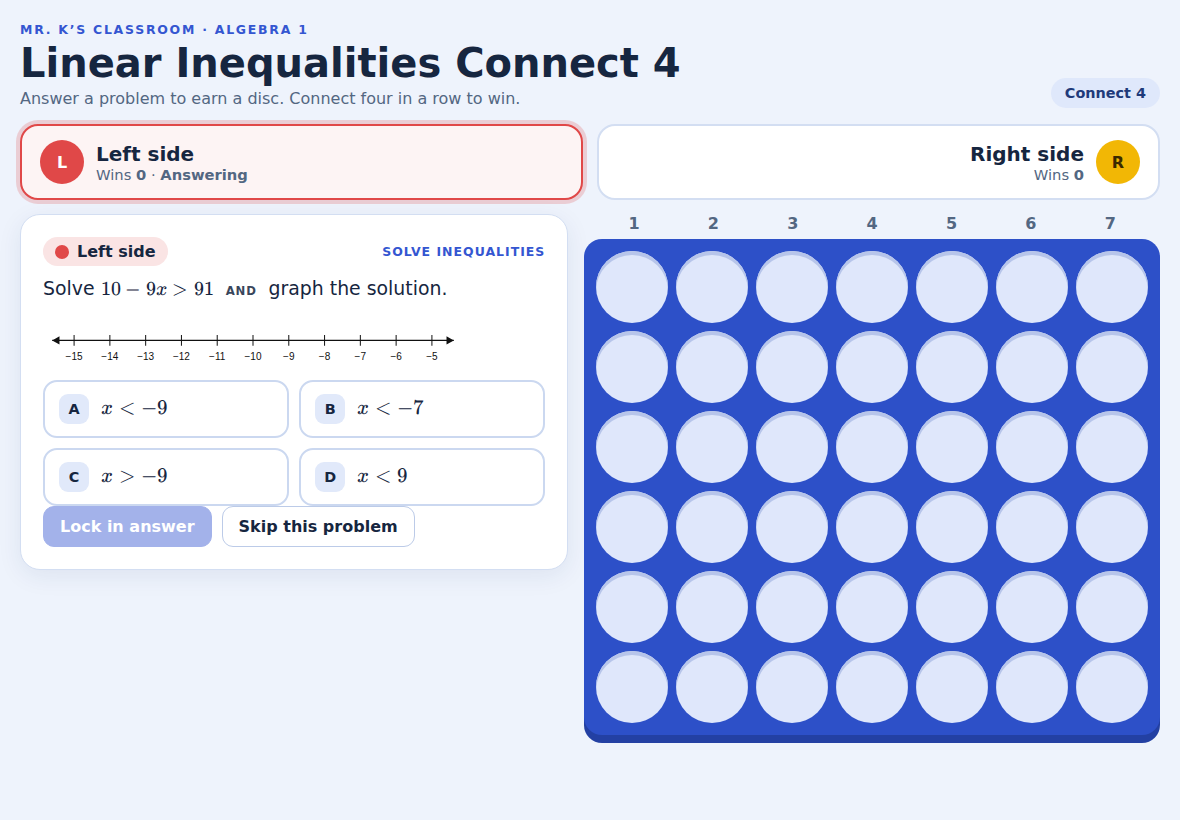 MR. K'S CLASSROOM · ALGEBRA 1
Linear Inequalities Connect 4
Answer a problem to earn a disc. Connect four in a row to win.
Connect 4
L
Left side
Wins 0 · Answering
Right side
Wins 0
R
Left side
SOLVE INEQUALITIES
Solve 10 − 9x > 91 AND graph the solution.
−15 −14 −13 −12 −11 −10 −9 −8 −7 −6 −5
A x < −9
B x < −7
C x > −9
D x < 9
Lock in answer
Skip this problem
1 2 3 4 5 6 7